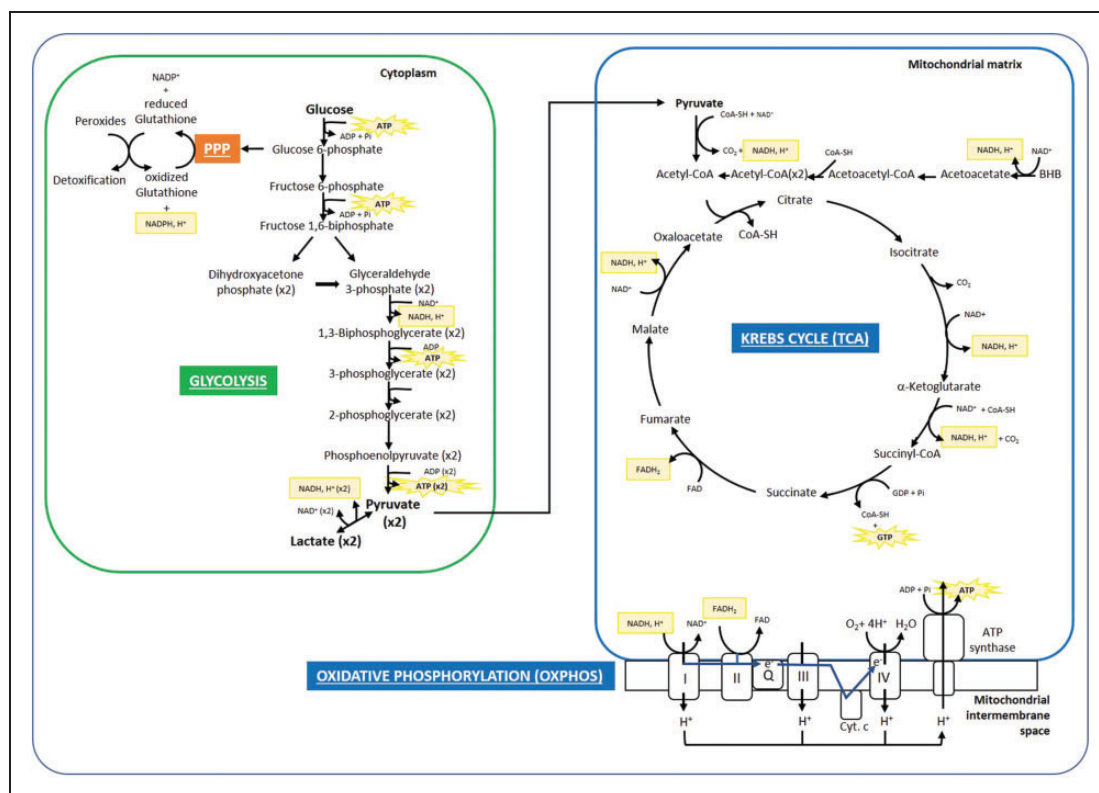 Cytoplasm
NADP⁺
+
reduced
Glutathione
Peroxides
PPP
Detoxification
oxidized
Glutathione
+
NADPH, H⁺
Glucose
ATP
ADP + Pi
Glucose 6-phosphate
Fructose 6-phosphate
ATP
ADP + Pi
Fructose 1,6-biphosphate
Dihydroxyacetone
phosphate (x2)
Glyceraldehyde
3-phosphate (x2)
NAD⁺
NADH, H⁺
1,3-Biphosphoglycerate (x2)
ADP
ATP
3-phosphoglycerate (x2)
GLYCOLYSIS
2-phosphoglycerate (x2)
Phosphoenolpyruvate (x2)
ADP (x2)
ATP (x2)
NADH, H⁺ (x2)
NAD⁺ (x2)
Pyruvate
(x2)
Lactate (x2)
Mitochondrial matrix
Pyruvate
CoA-SH + NAD⁺
CO₂ + NADH, H⁺
CoA-SH
NADH, H⁺
NAD⁺
Acetyl-CoA
Acetyl-CoA(x2)
Acetoacetyl-CoA
Acetoacetate
BHB
Citrate
CoA-SH
Oxaloacetate
Isocitrate
NADH, H⁺
NAD⁺
CO₂
NAD+
NADH, H⁺
Malate
KREBS CYCLE (TCA)
α-Ketoglutarate
NAD⁺ + CoA-SH
NADH, H⁺ + CO₂
Fumarate
Succinyl-CoA
FADH₂
FAD
Succinate
GDP + Pi
CoA-SH
+
GTP
OXIDATIVE PHOSPHORYLATION (OXPHOS)
NADH, H⁺
NAD⁺
FADH₂
FAD
O₂+ 4H⁺
H₂O
ADP + Pi
ATP
ATP
synthase
I
II
e⁻
Q
III
e⁻
IV
Cyt. c
H⁺
H⁺
H⁺
H⁺
Mitochondrial
intermembrane
space